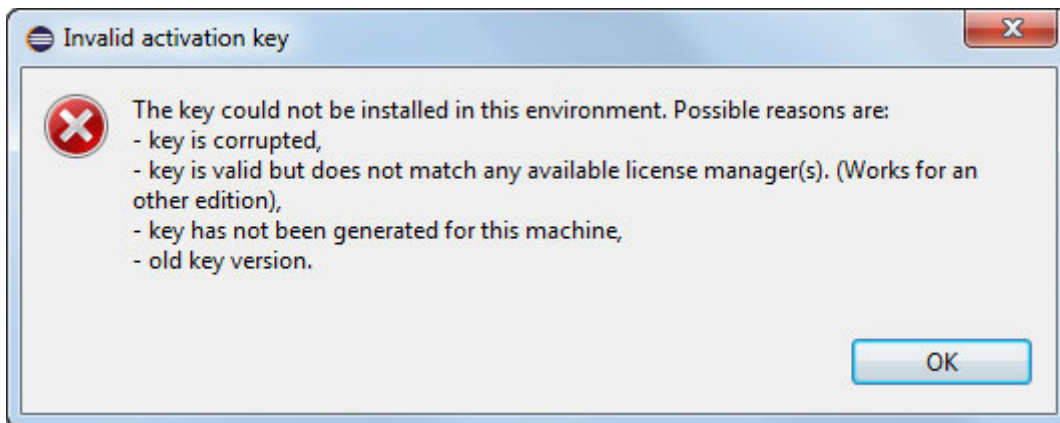 Invalid activation key
The key could not be installed in this environment. Possible reasons are:
- key is corrupted,
- key is valid but does not match any available license manager(s). (Works for an
other edition),
- key has not been generated for this machine,
- old key version.
OK